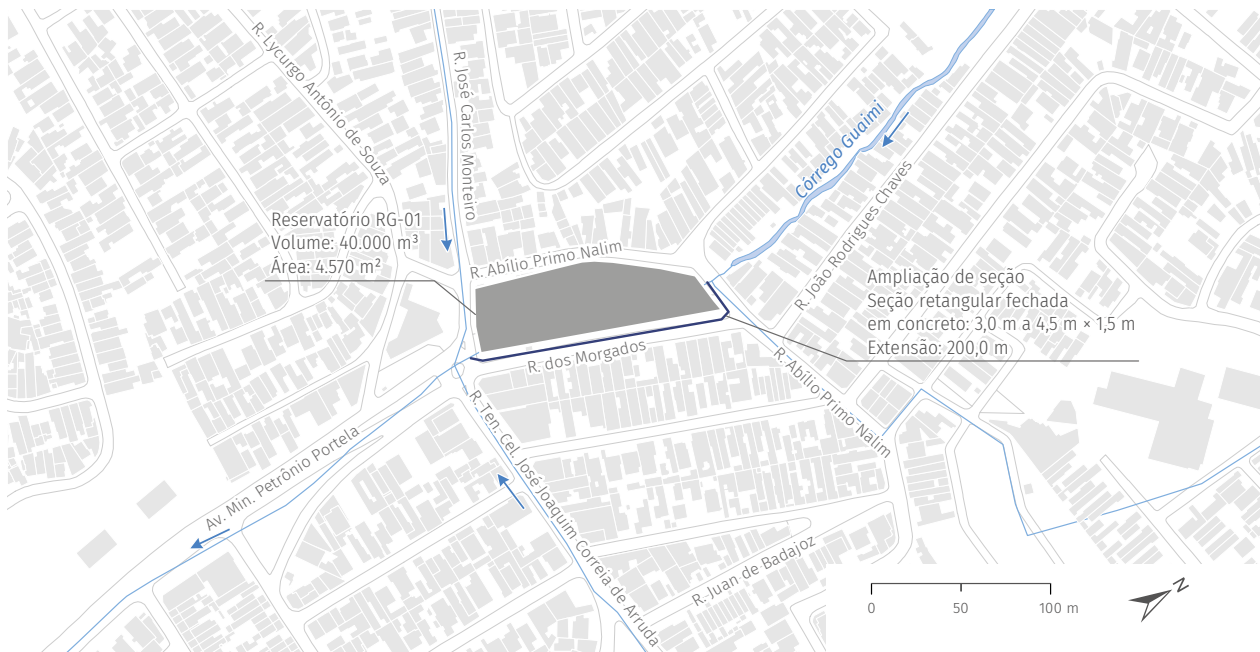 R. Lycurgo Antônio de Souza
R. José Carlos Monteiro
Córrego Guaimi
R. João Rodrigues Chaves
Reservatório RG-01
Volume: 40.000 m³
Área: 4.570 m²
R. Abílio Primo Nalim
Ampliação de seção
Seção retangular fechada
em concreto: 3,0 m a 4,5 m × 1,5 m
Extensão: 200,0 m
R. dos Morgados
R. Abílio Primo Nalim
Av. Min. Petrônio Portela
R. Ten. Cel. José Joaquim Correia de Arruda
R. Juan de Badajoz
0 50 100 m
N